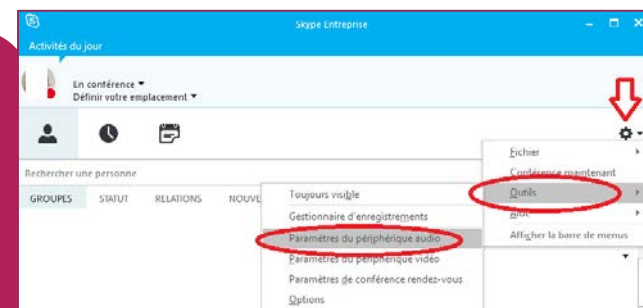 Skype Entreprise
Activités du jour
En conférence
Définir votre emplacement
Rechercher une personne
GROUPES STATUT RELATIONS NOUVE
Fichier
Conférence maintenant
Outils
Aide
Afficher la barre de menus
Toujours visible
Gestionnaire d'enregistrements
Paramètres du périphérique audio
Paramètres du périphérique vidéo
Paramètres de conférence rendez-vous
Options